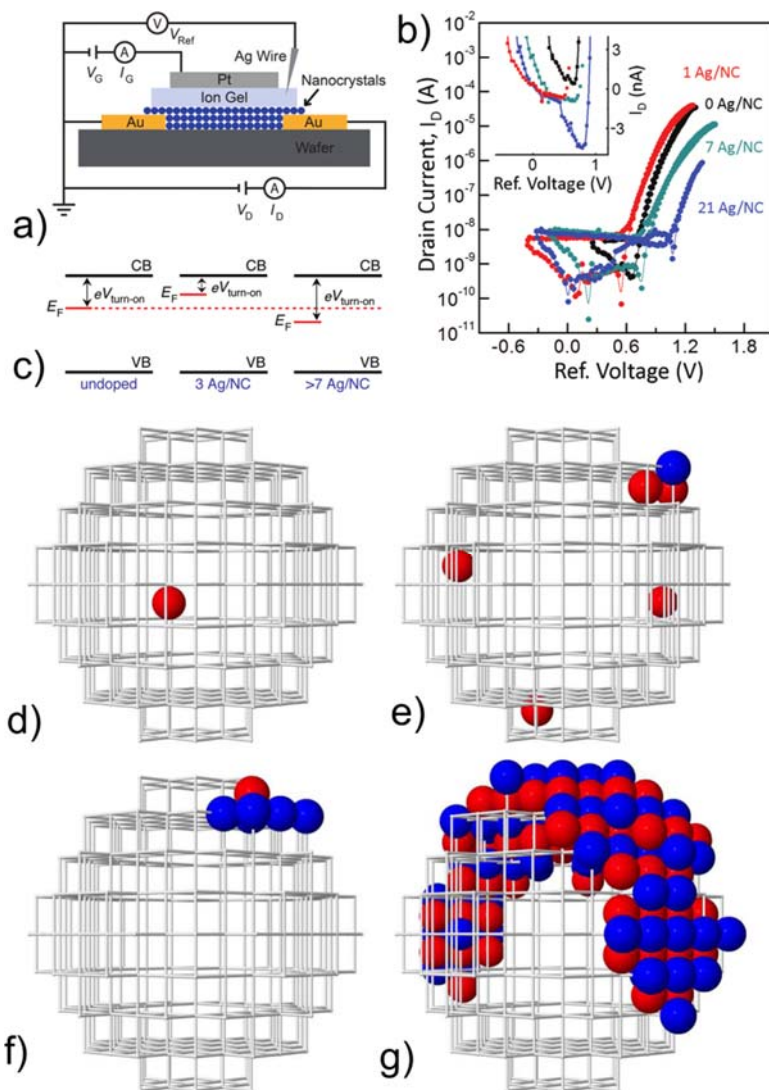 V
V_Ref
A
V_G
I_G
Ag Wire
Pt
Nanocrystals
Ion Gel
Au
Au
Wafer
A
V_D
I_D
a)
b)
10⁻²
10⁻³
10⁻⁴
10⁻⁵
10⁻⁶
10⁻⁷
10⁻⁸
10⁻⁹
10⁻¹⁰
10⁻¹¹
Drain Current, I_D (A)
3
0
-3
I_D (nA)
0
1
Ref. Voltage (V)
1 Ag/NC
0 Ag/NC
7 Ag/NC
21 Ag/NC
-0.6
0.0
0.6
1.2
1.8
Ref. Voltage (V)
CB
CB
CB
eV_turn-on
eV_turn-on
eV_turn-on
E_F
E_F
E_F
VB
VB
VB
c)
undoped
3 Ag/NC
>7 Ag/NC
d)
e)
f)
g)